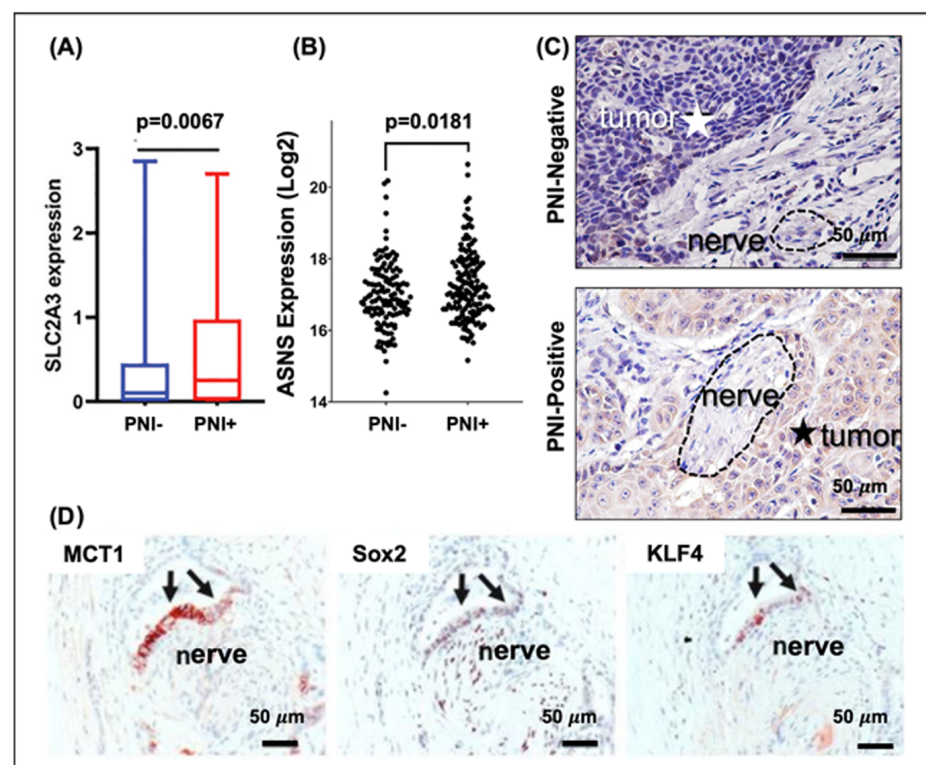 (A)
p=0.0067
SLC2A3 expression
3
2
1
0
PNI-
PNI+
(B)
p=0.0181
ASNS Expression (Log2)
20
18
16
14
PNI-
PNI+
(C)
PNI-Negative
tumor
nerve
50 μm
PNI-Positive
nerve
tumor
50 μm
(D)
MCT1
nerve
50 μm
Sox2
nerve
50 μm
KLF4
nerve
50 μm